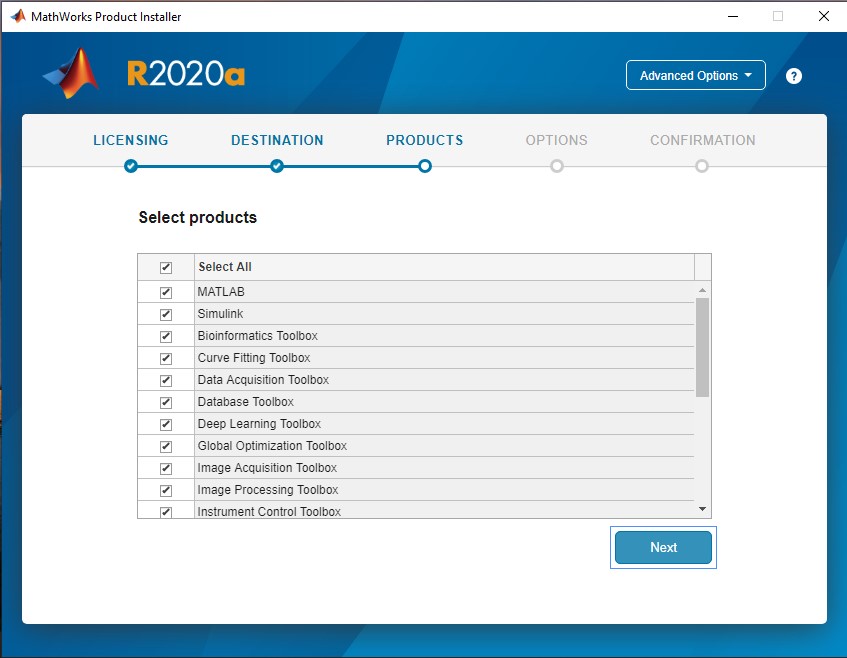 MathWorks Product Installer
R2020a
Advanced Options
?
LICENSING DESTINATION PRODUCTS OPTIONS CONFIRMATION
Select products
Select All
MATLAB
Simulink
Bioinformatics Toolbox
Curve Fitting Toolbox
Data Acquisition Toolbox
Database Toolbox
Deep Learning Toolbox
Global Optimization Toolbox
Image Acquisition Toolbox
Image Processing Toolbox
Instrument Control Toolbox
Next